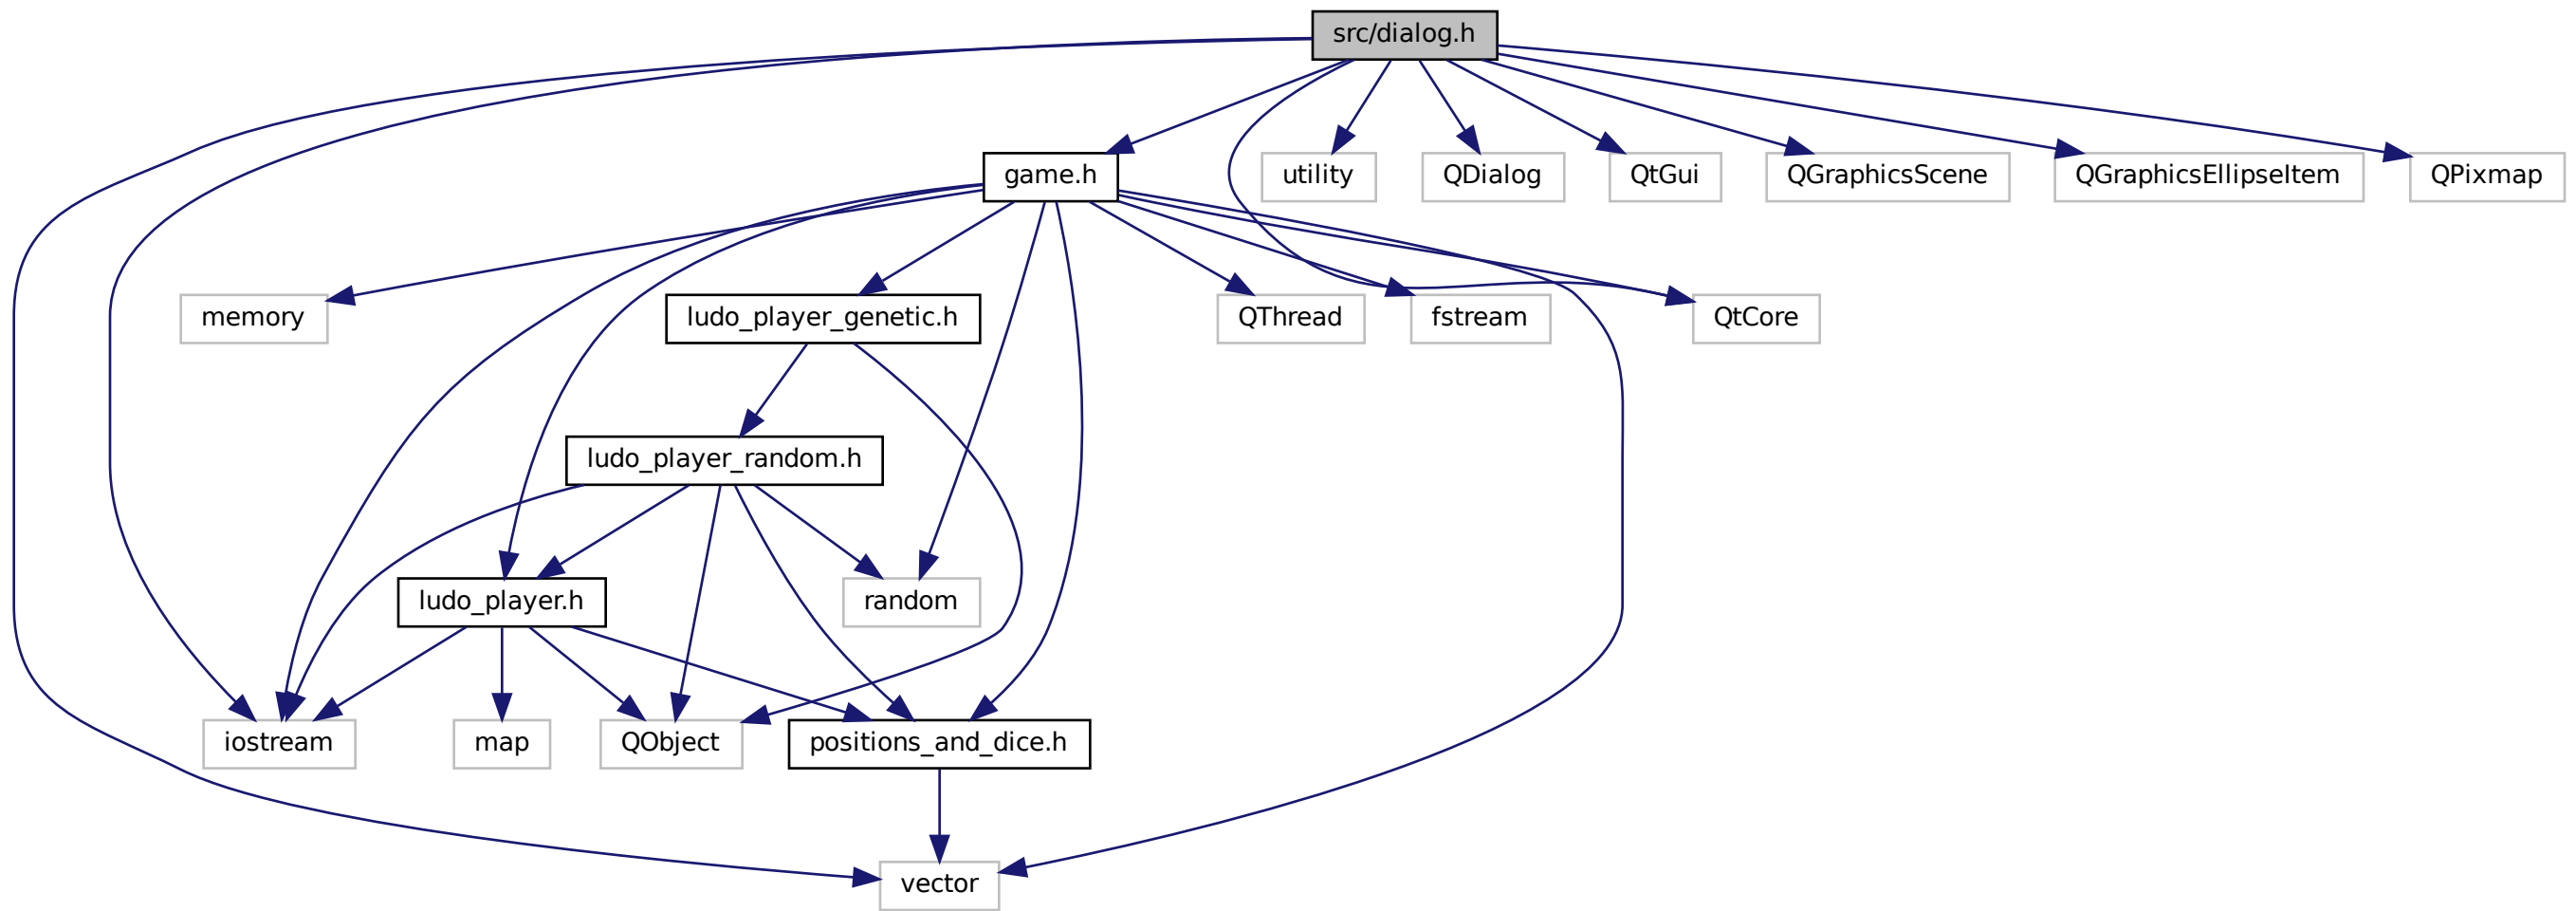 src/dialog.h
game.h
utility
QDialog
QtGui
QGraphicsScene
QGraphicsEllipseItem
QPixmap
memory
ludo_player_genetic.h
QThread
fstream
QtCore
ludo_player_random.h
ludo_player.h
random
iostream
map
QObject
positions_and_dice.h
vector